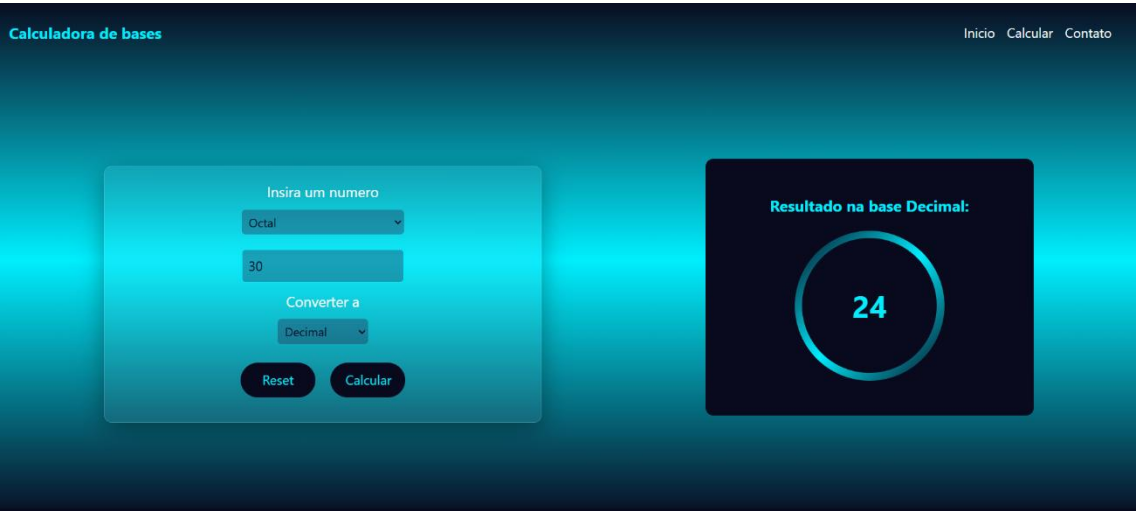 Calculadora de bases
Inicio Calcular Contato
Insira um numero
Octal
30
Converter a
Decimal
Reset Calcular
Resultado na base Decimal:
24